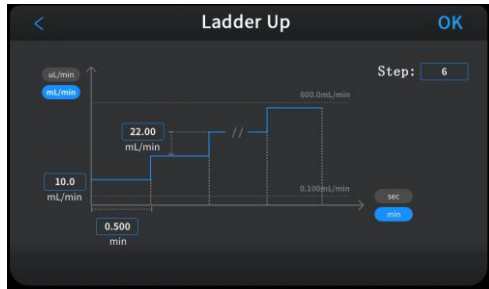 < Ladder Up OK
uL/min
mL/min
Step: 6
600.0mL/min
22.00
mL/min
//
10.0
mL/min
0.100mL/min
sec
min
0.500
min